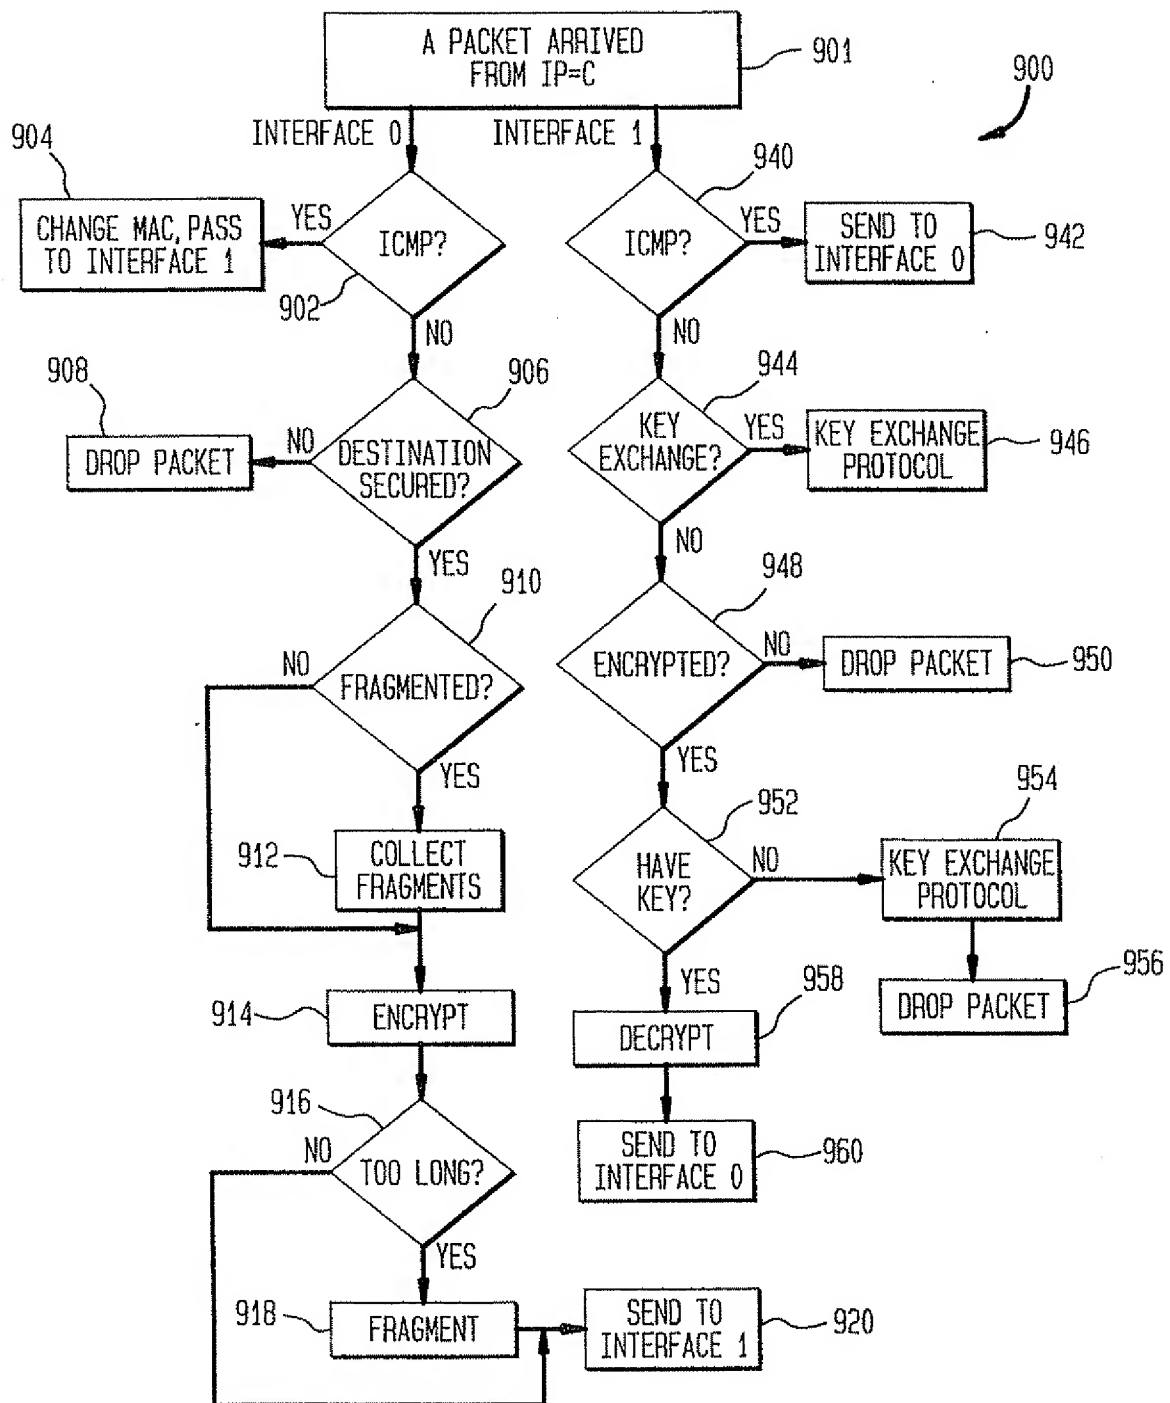 A PACKET ARRIVED
FROM IP=C
901
900
INTERFACE 0
INTERFACE 1
904
940
CHANGE MAC, PASS
TO INTERFACE 1
YES
ICMP?
902
ICMP?
YES
SEND TO
INTERFACE 0
942
NO
NO
908
906
944
DROP PACKET
NO
DESTINATION
SECURED?
KEY
EXCHANGE?
YES
KEY EXCHANGE
PROTOCOL
946
YES
NO
910
948
NO
FRAGMENTED?
ENCRYPTED?
NO
DROP PACKET
950
YES
YES
912
COLLECT
FRAGMENTS
952
HAVE
KEY?
NO
954
KEY EXCHANGE
PROTOCOL
YES
958
956
DROP PACKET
914
ENCRYPT
DECRYPT
916
NO
TOO LONG?
SEND TO
INTERFACE 0
960
YES
918
FRAGMENT
SEND TO
INTERFACE 1
920